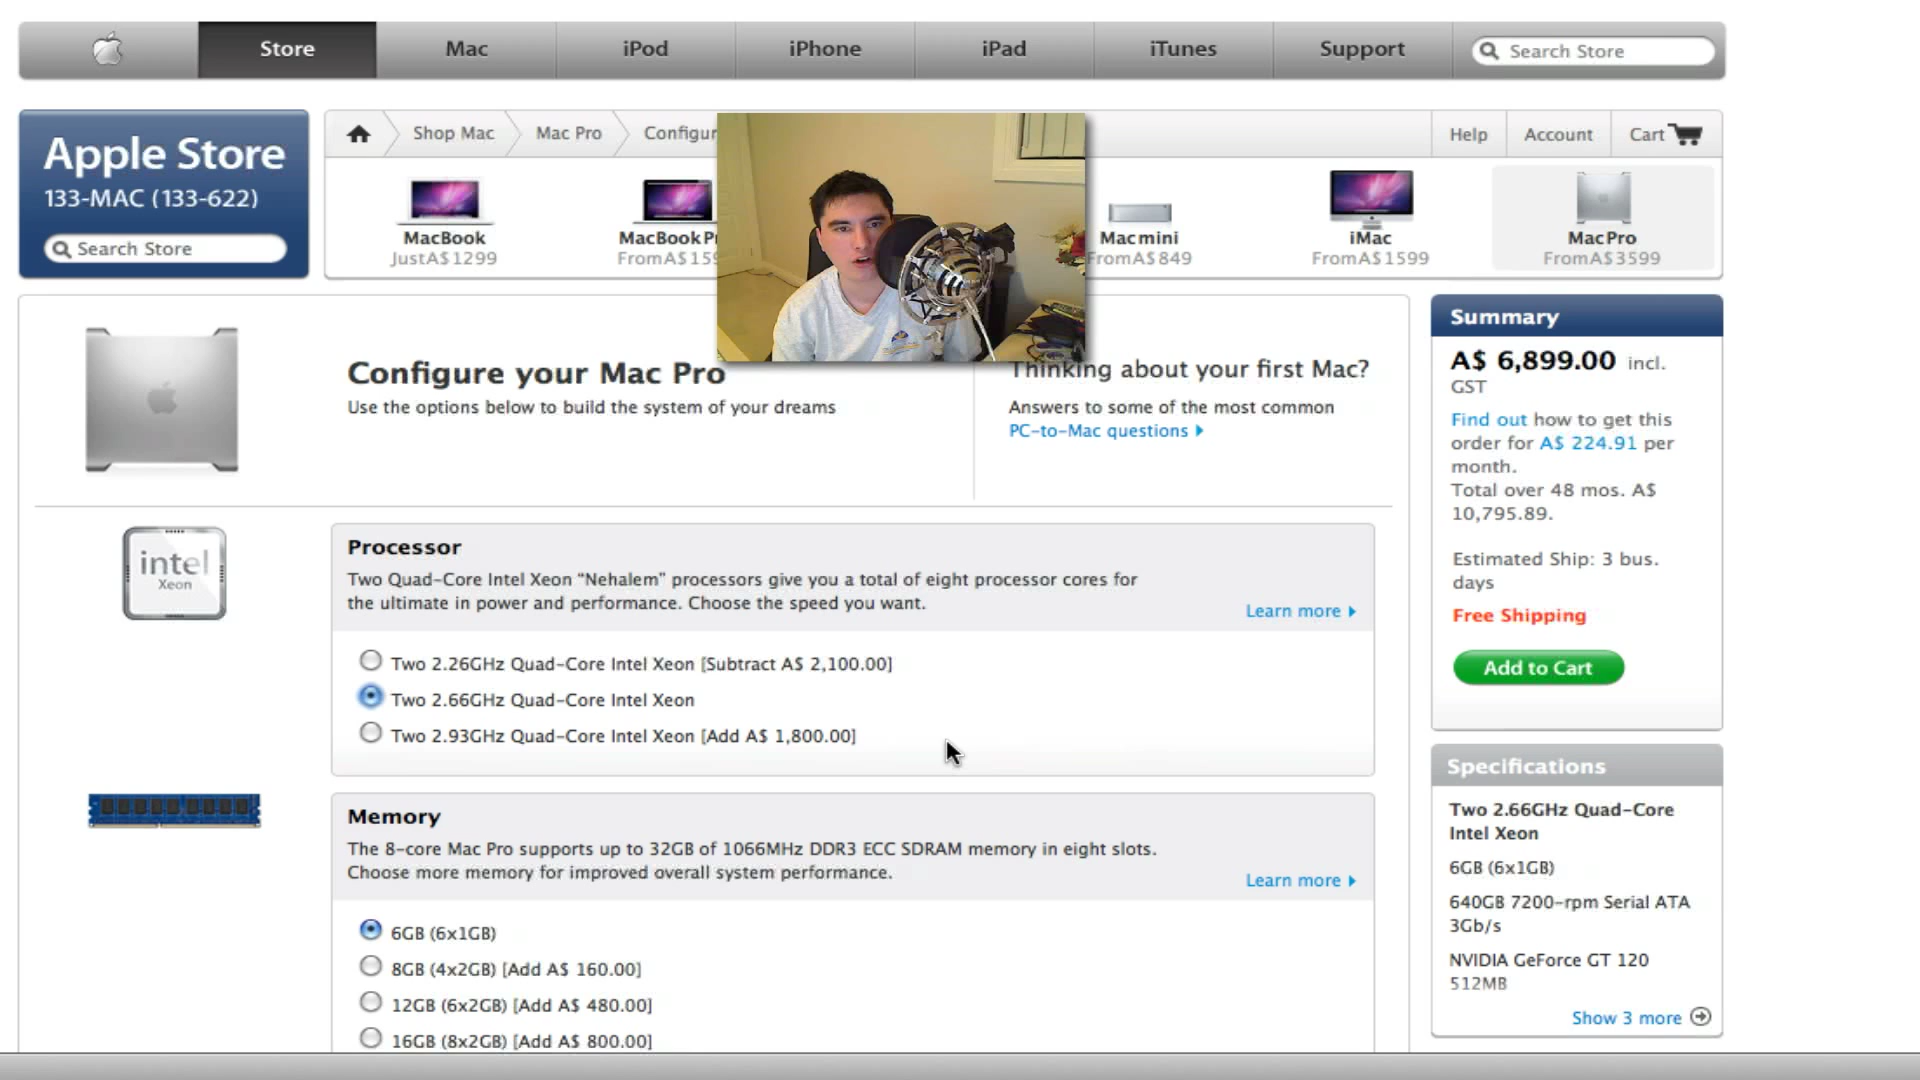 Store
Mac
iPod
iPhone
iPad
iTunes
Support
Search Store
Apple Store
133-MAC (133-622)
Search Store
Shop Mac
Mac Pro
Help
Account
Cart
MacBook
Just A$ 1299
MacBook
Mac mini
From A$ 849
iMac
From A$ 1599
Mac Pro
From A$ 3599
Configure your Mac Pro
Use the options below to build the system of your dreams
Thinking about your first Mac?
Answers to some of the most common
PC-to-Mac questions
Summary
A$ 6,899.00 incl.
GST
Find out how to get this
order for A$ 224.91 per
month.
Total over 48 mos. A$
10,795.89.
Estimated Ship: 3 bus.
days
Free Shipping
Add to Cart
intel
Xeon
Processor
Two Quad-Core Intel Xeon “Nehalem” processors give you a total of eight processor cores for
the ultimate in power and performance. Choose the speed you want.
Learn more
Two 2.26GHz Quad-Core Intel Xeon [Subtract A$ 2,100.00]
Two 2.66GHz Quad-Core Intel Xeon
Two 2.93GHz Quad-Core Intel Xeon [Add A$ 1,800.00]
Memory
The 8-core Mac Pro supports up to 32GB of 1066MHz DDR3 ECC SDRAM memory in eight slots.
Choose more memory for improved overall system performance.
Learn more
6GB (6x1GB)
8GB (4x2GB) [Add A$ 160.00]
12GB (6x2GB) [Add A$ 480.00]
16GB (8x2GB) [Add A$ 800.00]
Specifications
Two 2.66GHz Quad-Core
Intel Xeon
6GB (6x1GB)
640GB 7200-rpm Serial ATA
3Gb/s
NVIDIA GeForce GT 120
512MB
Show 3 more